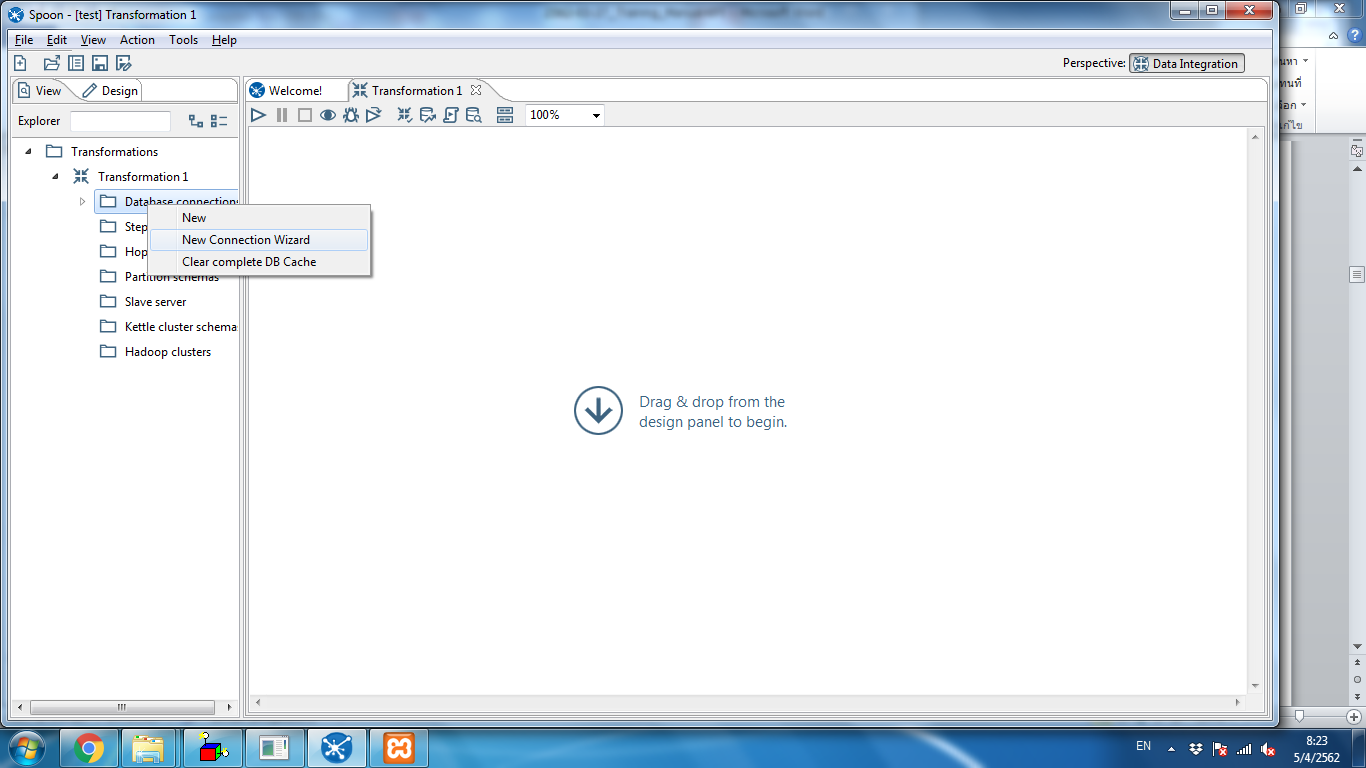 Spoon - [test] Transformation 1
File Edit View Action Tools Help
Perspective: Data Integration
View Design
Welcome! Transformation 1
Explorer
100%
Transformations
Transformation 1
Database connections
Step
Hop
Partition schemas
Slave server
Kettle cluster schema
Hadoop clusters
New
New Connection Wizard
Clear complete DB Cache
Drag & drop from the
design panel to begin.
EN
8:23
5/4/2562